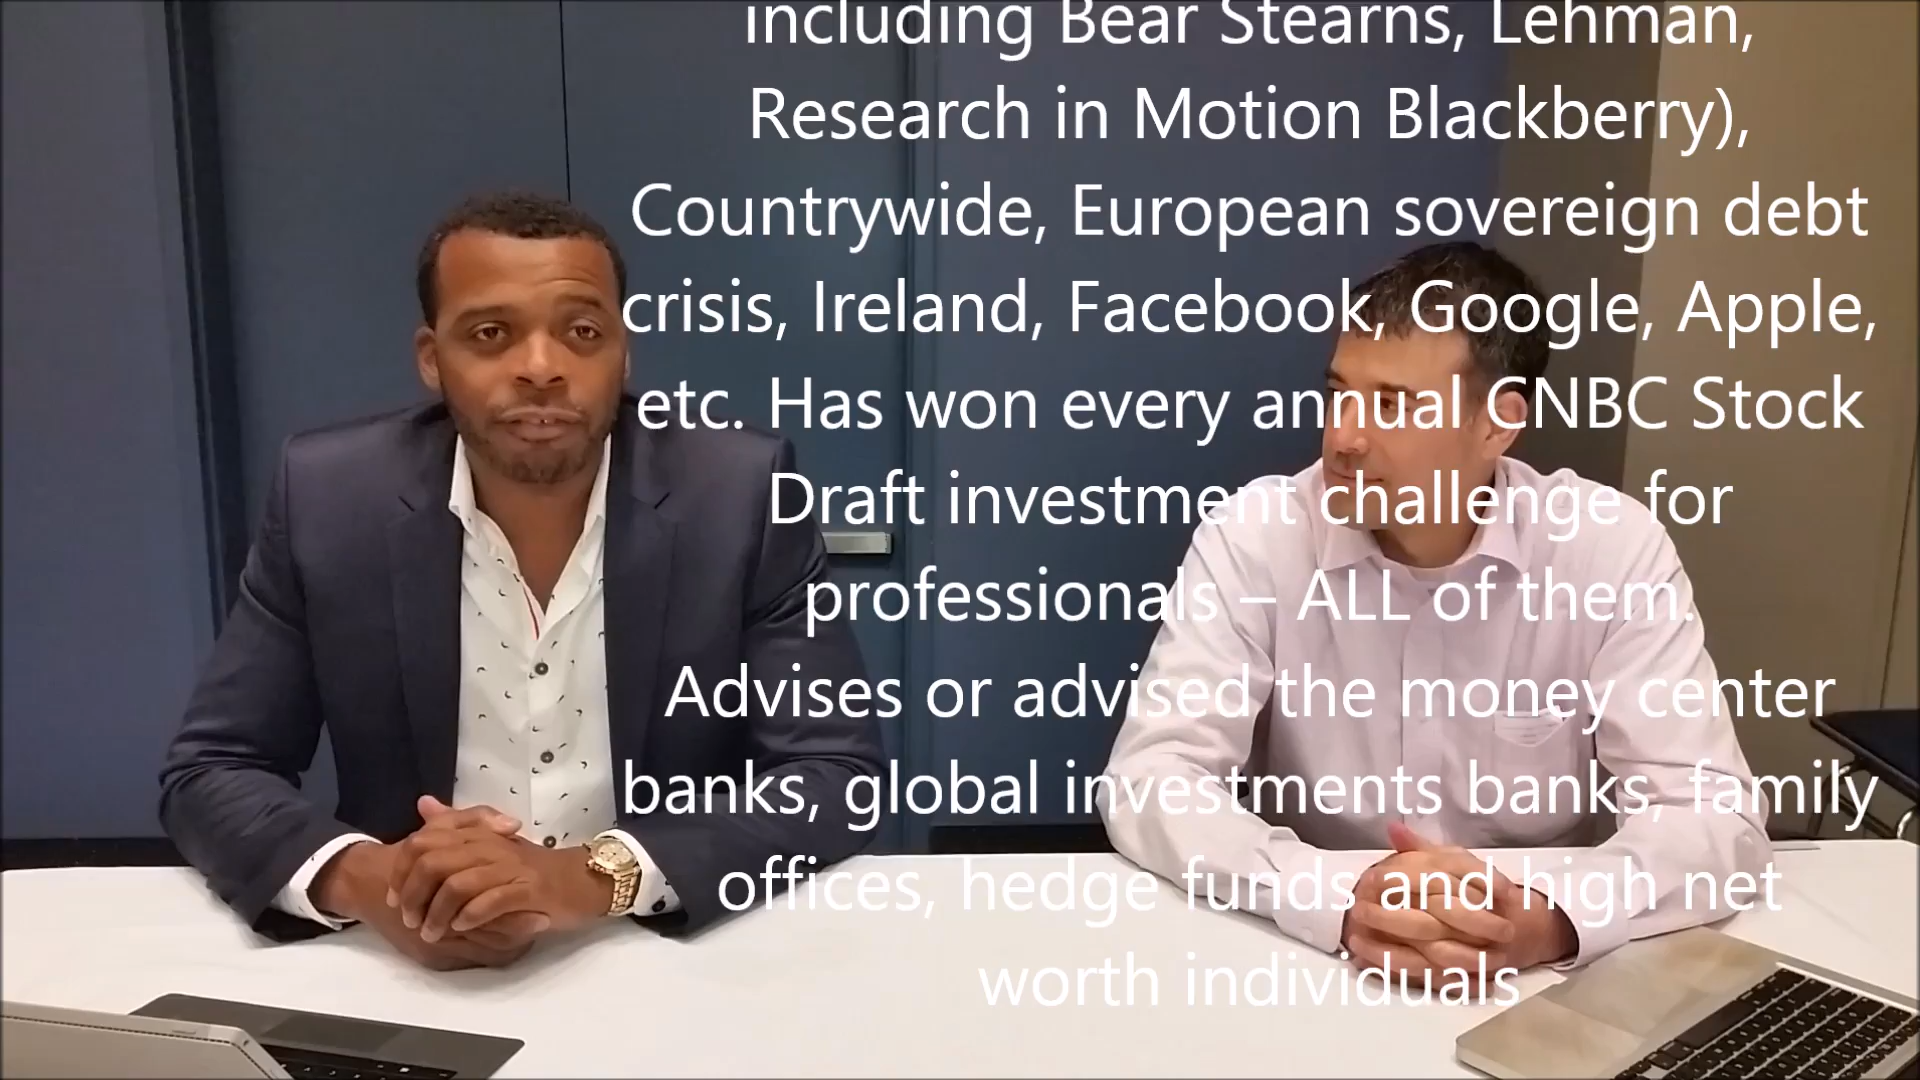 including Bear Stearns, Lehman,
Research in Motion Blackberry),
Countrywide, European sovereign debt
crisis, Ireland, Facebook, Google, Apple,
etc. Has won every annual CNBC Stock
Draft investment challenge for
professionals – ALL of them.
Advises or advised the money center
banks, global investments banks, family
offices, hedge funds and high net
worth individuals